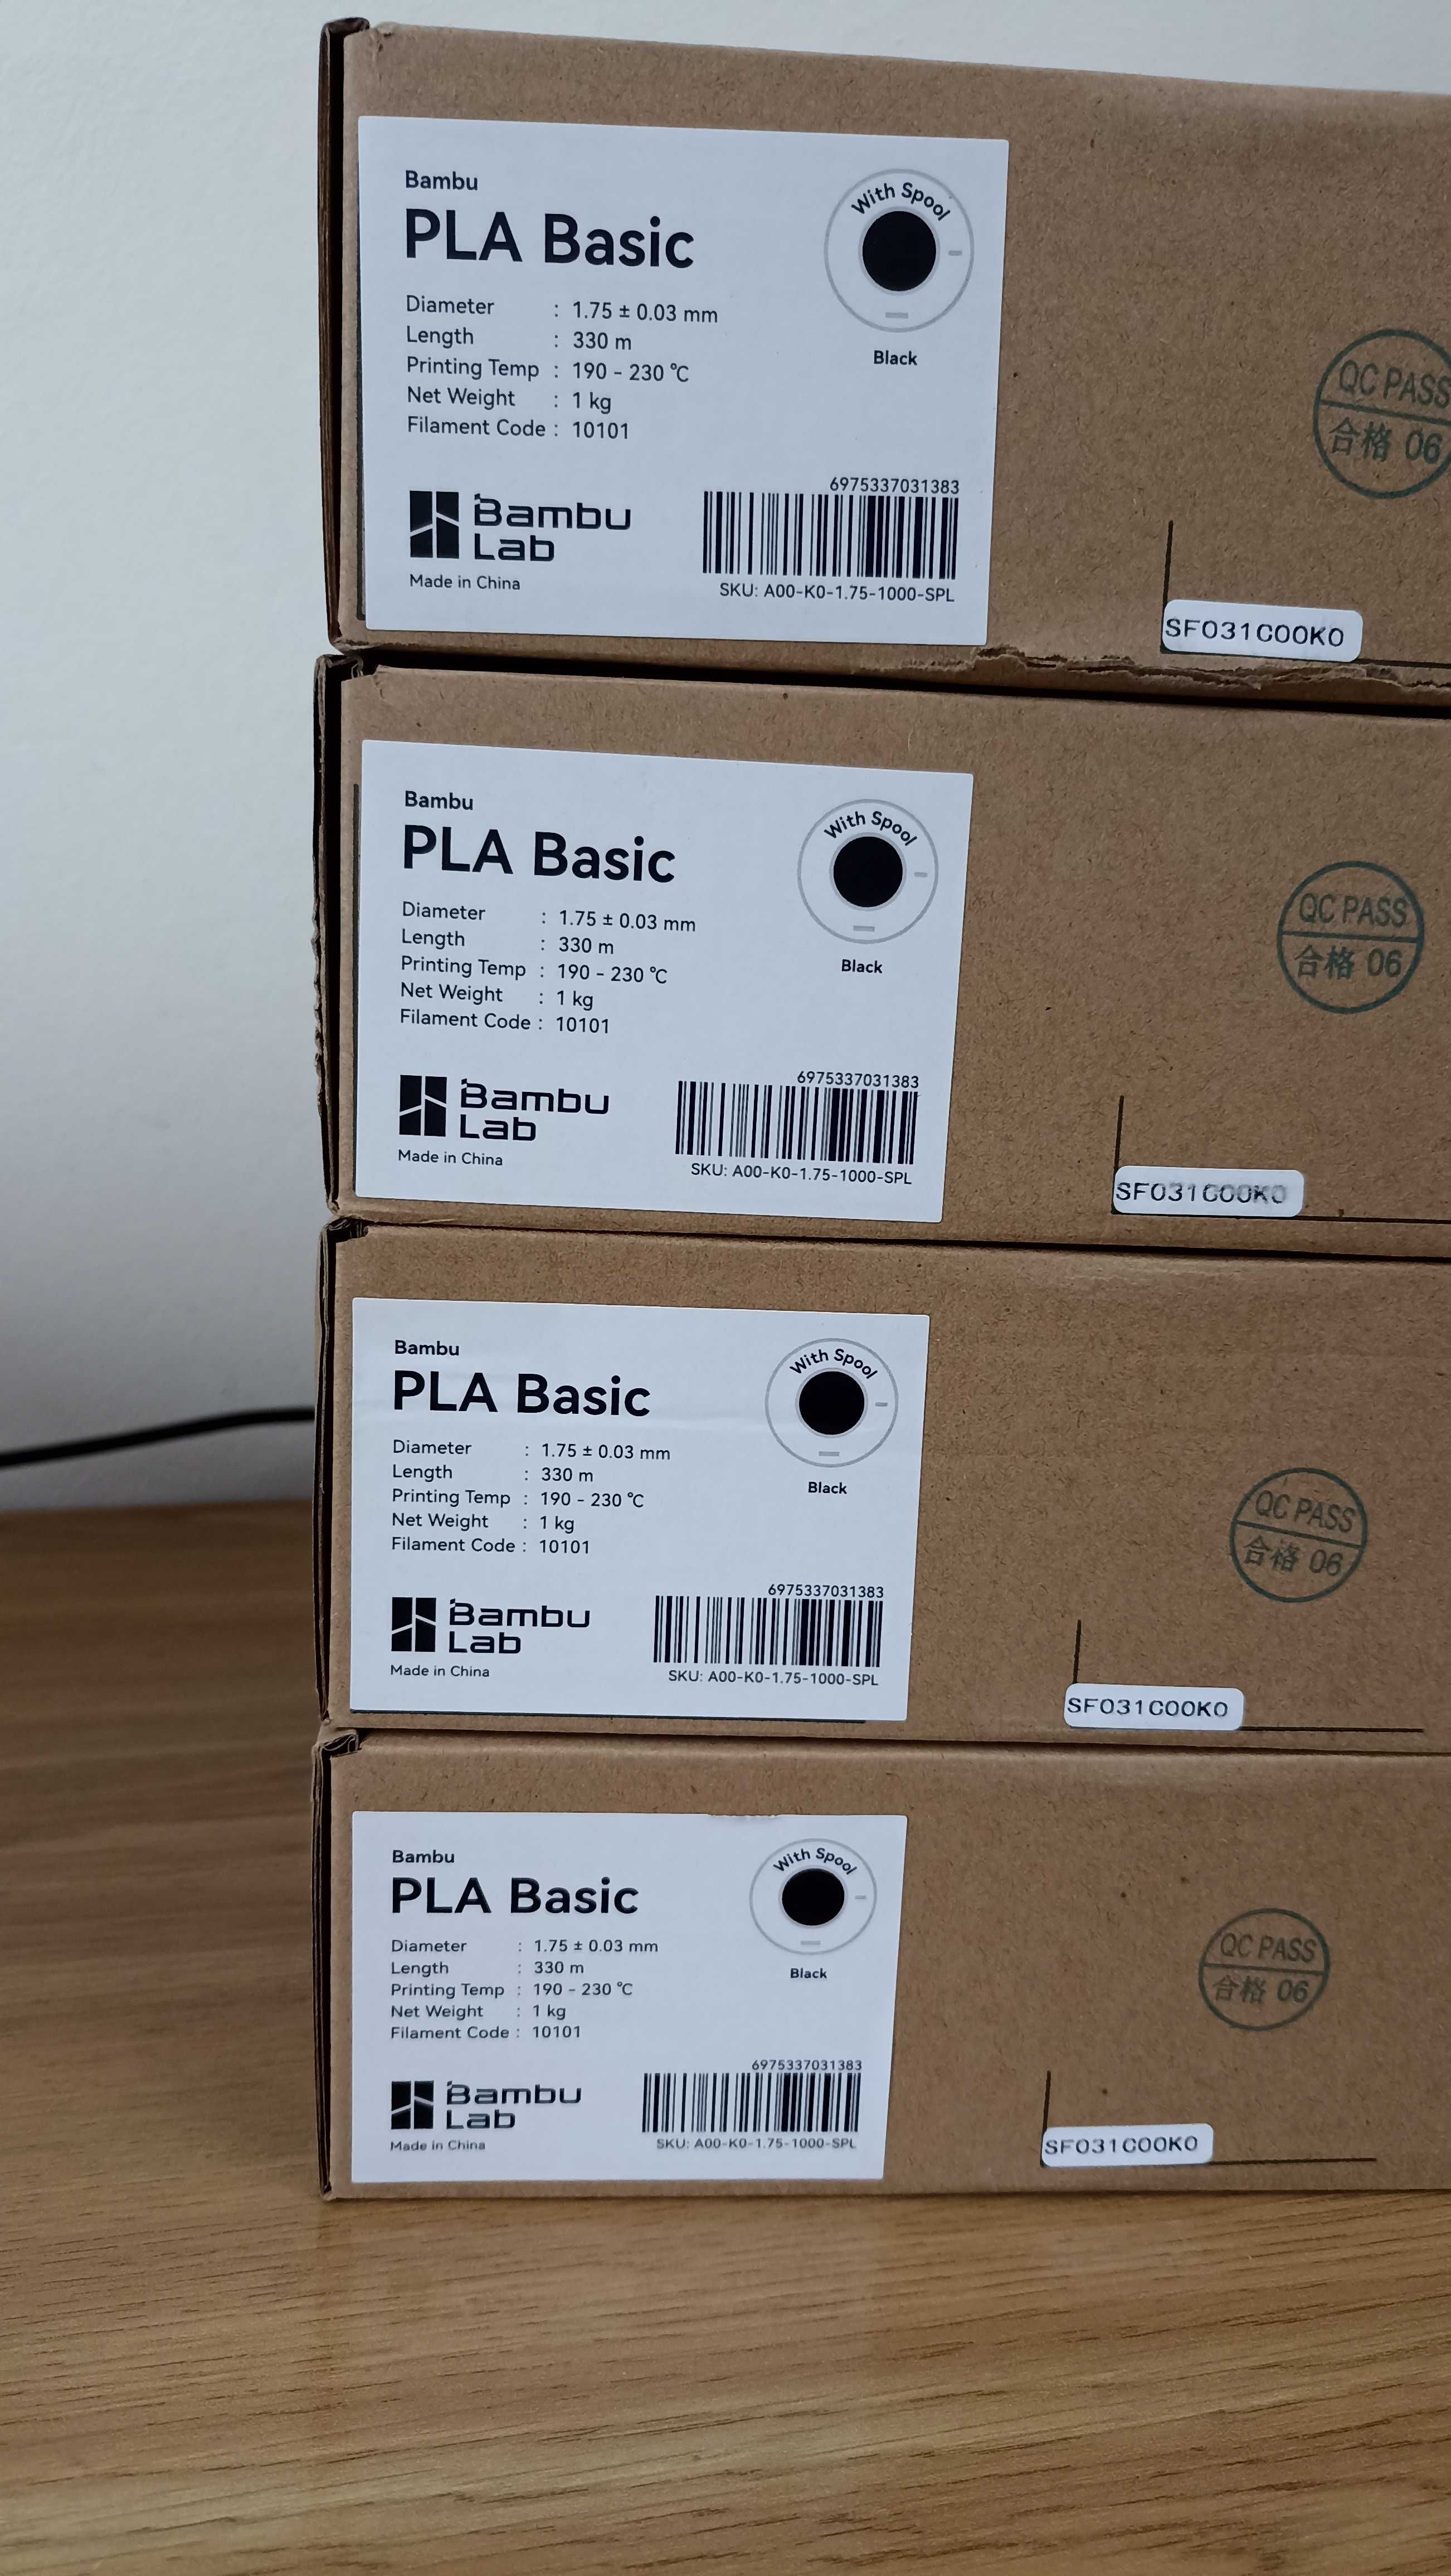 Bambu
PLA Basic
With Spool
Black
Diameter : 1.75 ± 0.03 mm
Length : 330 m
Printing Temp : 190 - 230 ℃
Net Weight : 1 kg
Filament Code : 10101
Bambu
Lab
Made in China
6975337031383
SKU: A00-K0-1.75-1000-SPL
QC PASS
合格 06
SF031C00K0
Bambu
PLA Basic
With Spool
Black
Diameter : 1.75 ± 0.03 mm
Length : 330 m
Printing Temp : 190 - 230 ℃
Net Weight : 1 kg
Filament Code : 10101
Bambu
Lab
Made in China
6975337031383
SKU: A00-K0-1.75-1000-SPL
QC PASS
合格 06
SF031C00K0
Bambu
PLA Basic
With Spool
Black
Diameter : 1.75 ± 0.03 mm
Length : 330 m
Printing Temp : 190 - 230 ℃
Net Weight : 1 kg
Filament Code : 10101
Bambu
Lab
Made in China
6975337031383
SKU: A00-K0-1.75-1000-SPL
QC PASS
合格 06
SF031C00K0
Bambu
PLA Basic
With Spool
Black
Diameter : 1.75 ± 0.03 mm
Length : 330 m
Printing Temp : 190 - 230 ℃
Net Weight : 1 kg
Filament Code : 10101
Bambu
Lab
Made in China
6975337031383
SKU: A00-K0-1.75-1000-SPL
QC PASS
合格 06
SF031C00K0